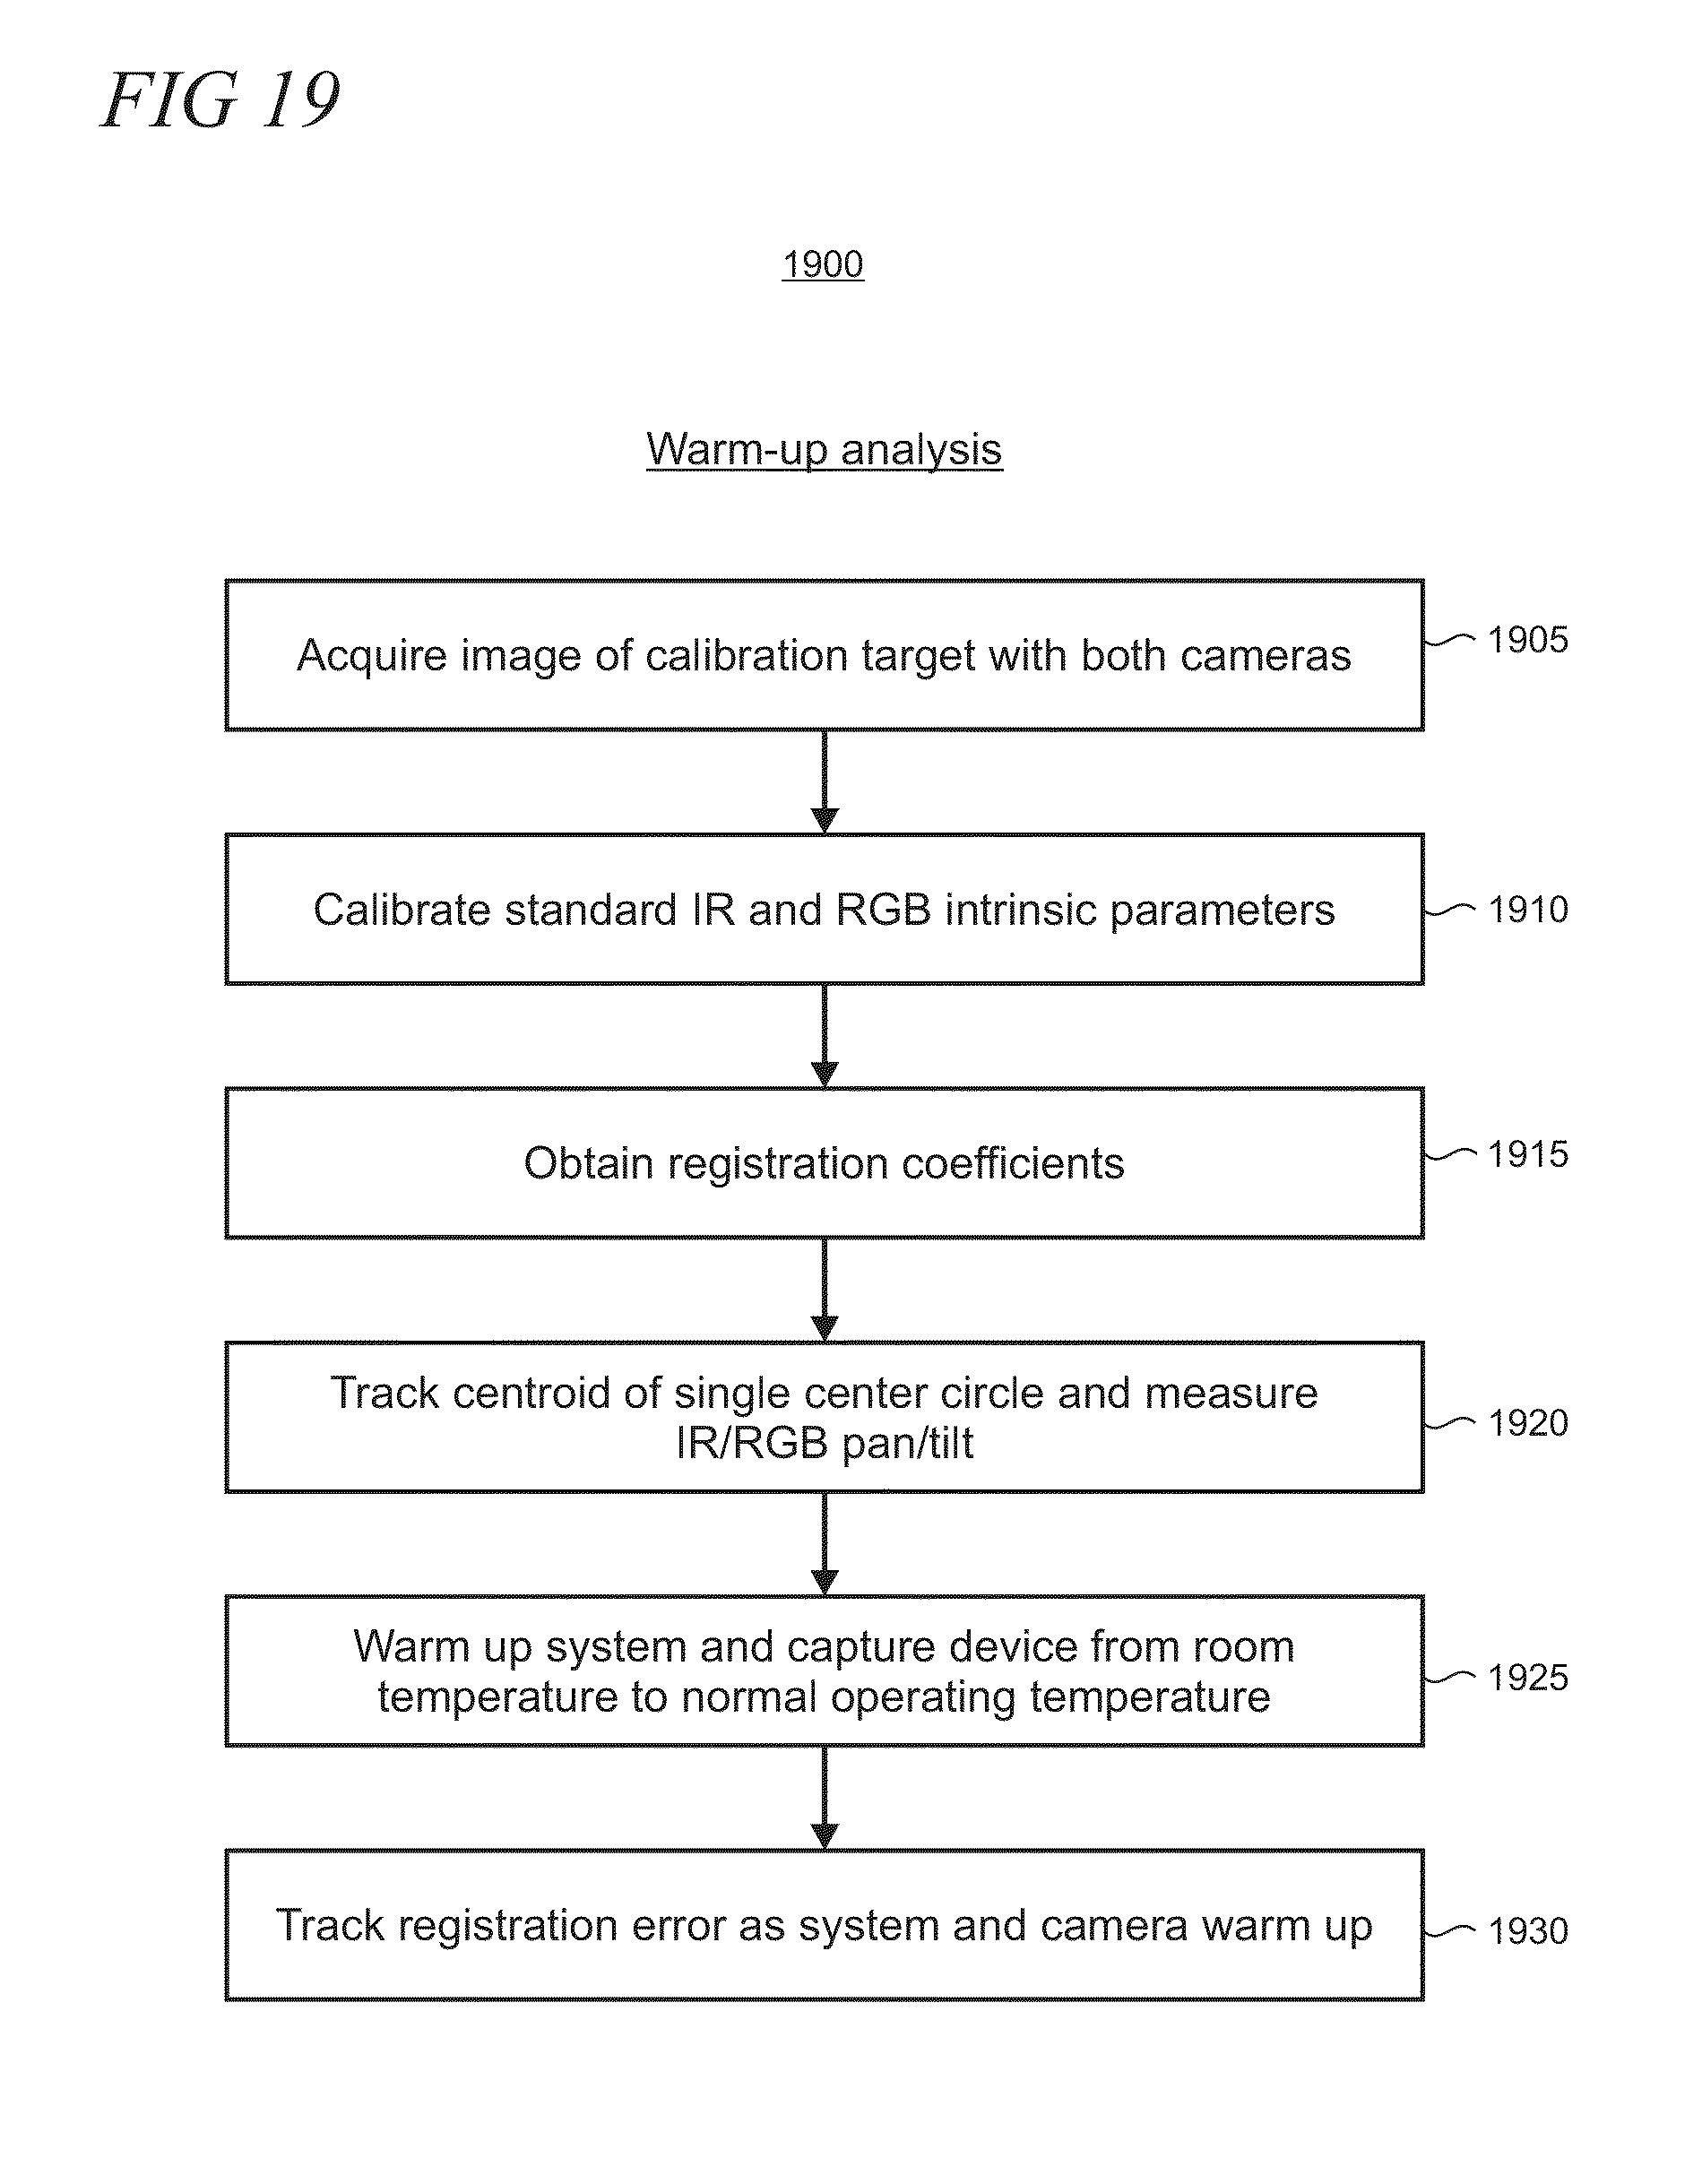 FIG 19
1900
Warm-up analysis
Acquire image of calibration target with both cameras
1905
Calibrate standard IR and RGB intrinsic parameters
1910
Obtain registration coefficients
1915
Track centroid of single center circle and measure
IR/RGB pan/tilt
1920
Warm up system and capture device from room
temperature to normal operating temperature
1925
Track registration error as system and camera warm up
1930